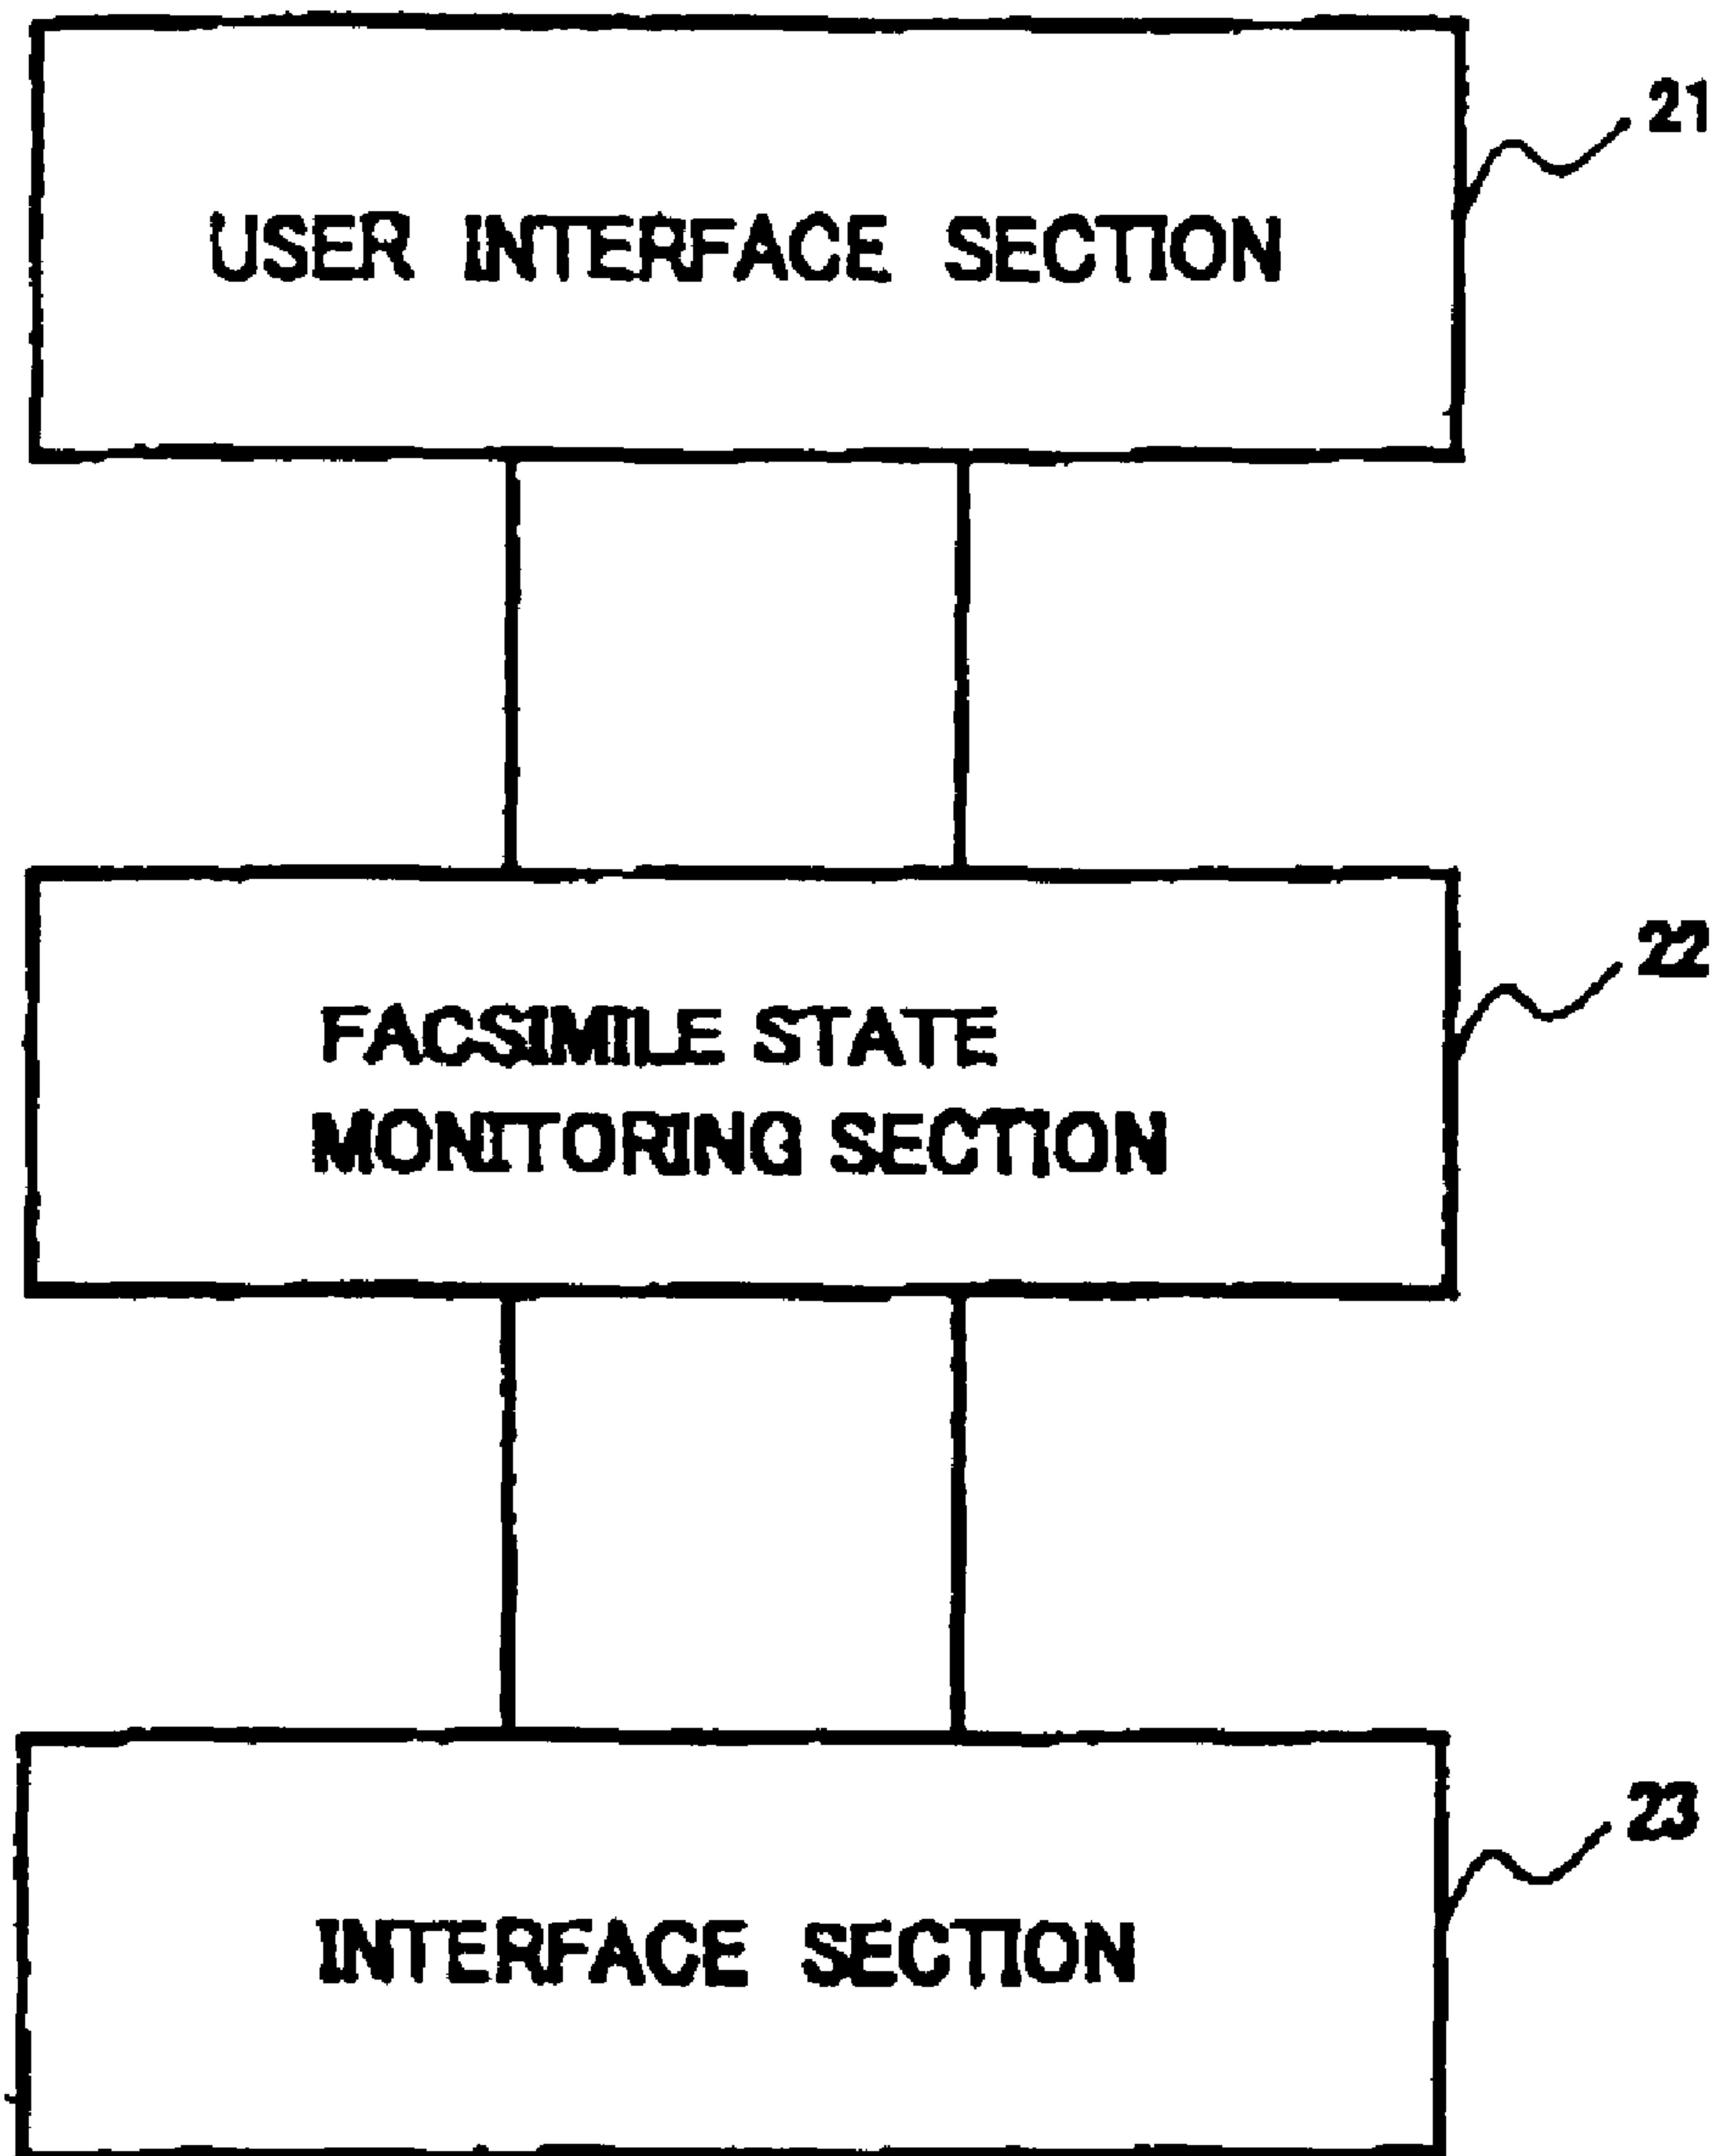 21
USER INTERFACE SECTION
22
FACSIMILE STATE
MONITORING SECTION
23
INTERFACE SECTION